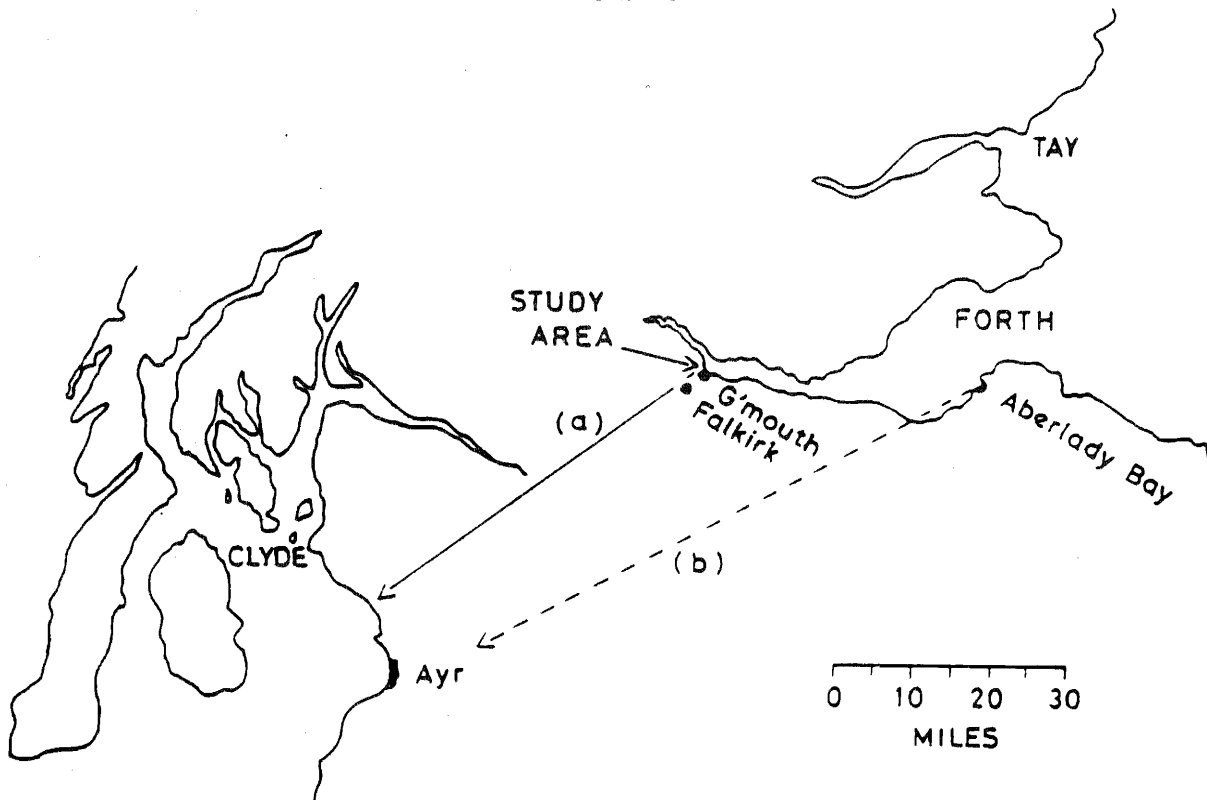 TAY
STUDY
AREA
FORTH
G'mouth
Falkirk
Aberlady Bay
(a)
CLYDE
(b)
Ayr
0 10 20 30
MILES